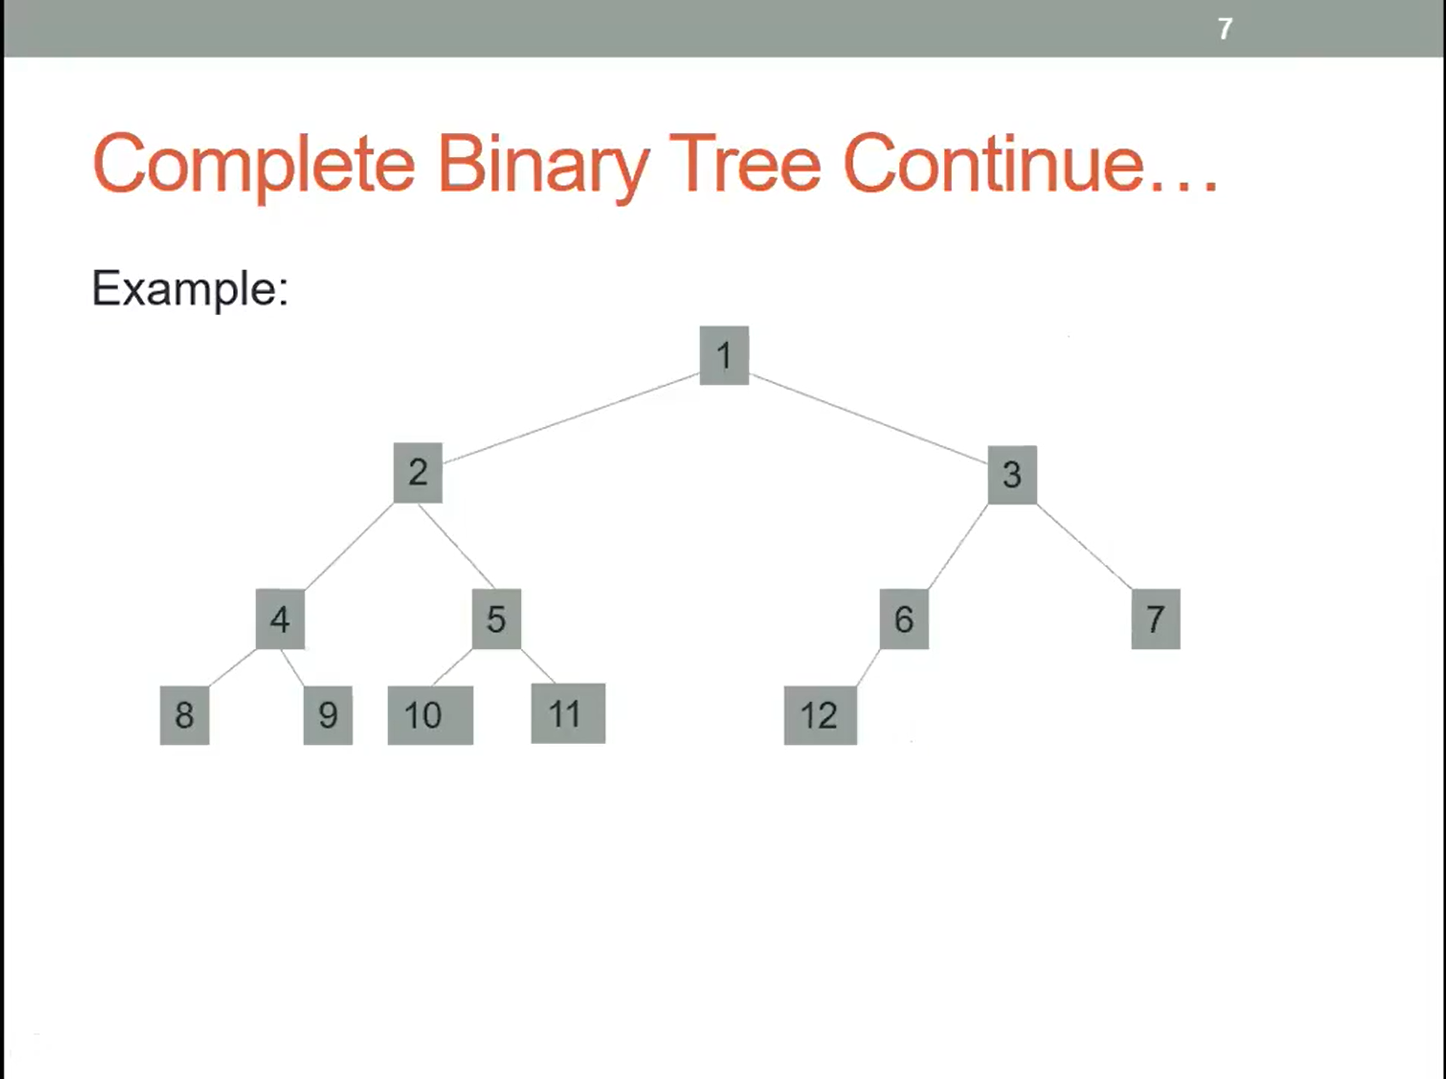 7
Complete Binary Tree Continue…
Example:
1
2 3
4 5 6 7
8 9 10 11 12